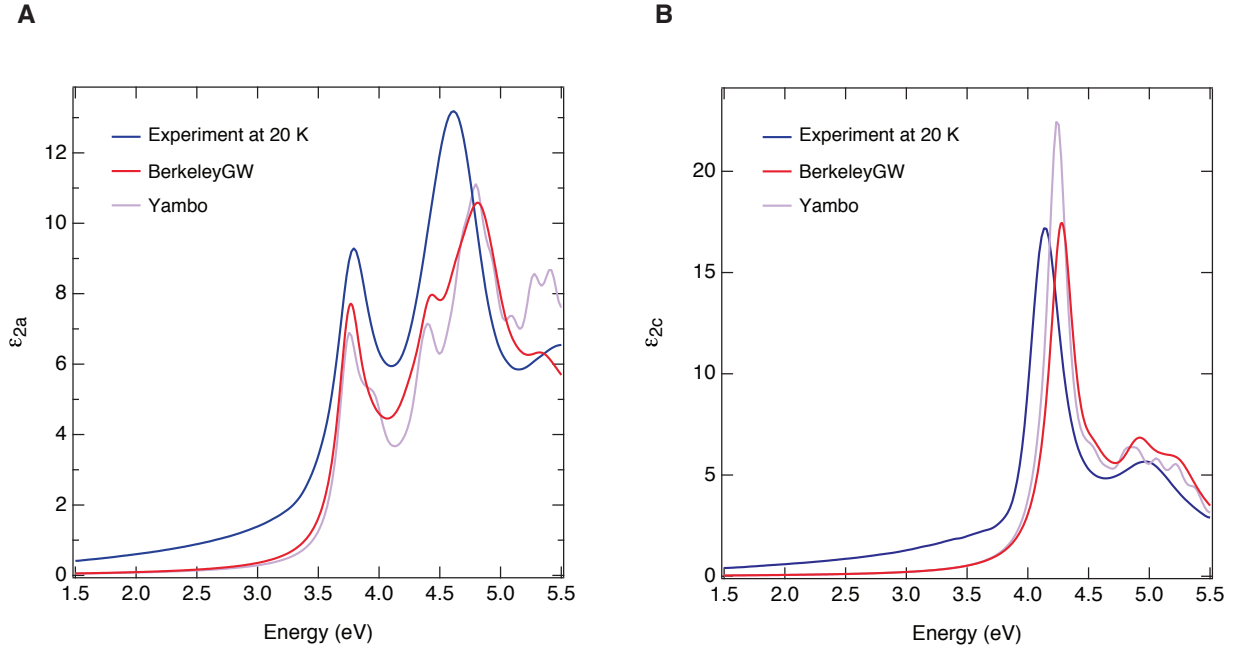 A
Experiment at 20 K
BerkeleyGW
Yambo
12
10
8
6
4
2
0
ε2a
1.5 2.0 2.5 3.0 3.5 4.0 4.5 5.0 5.5
Energy (eV)
B
Experiment at 20 K
BerkeleyGW
Yambo
20
15
10
5
0
ε2c
1.5 2.0 2.5 3.0 3.5 4.0 4.5 5.0 5.5
Energy (eV)